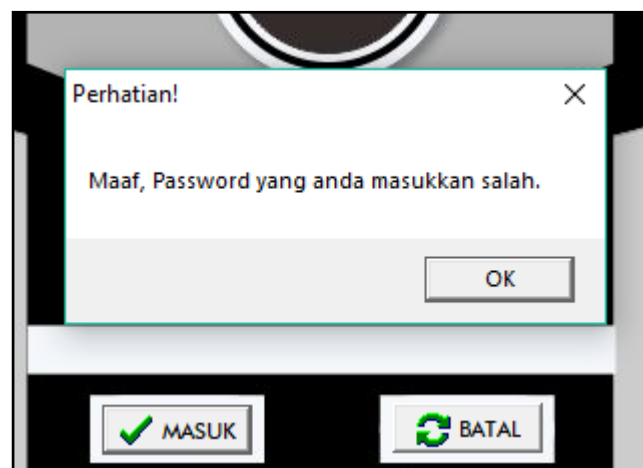 Perhatian!
Maaf, Password yang anda masukkan salah.
OK
MASUK
BATAL